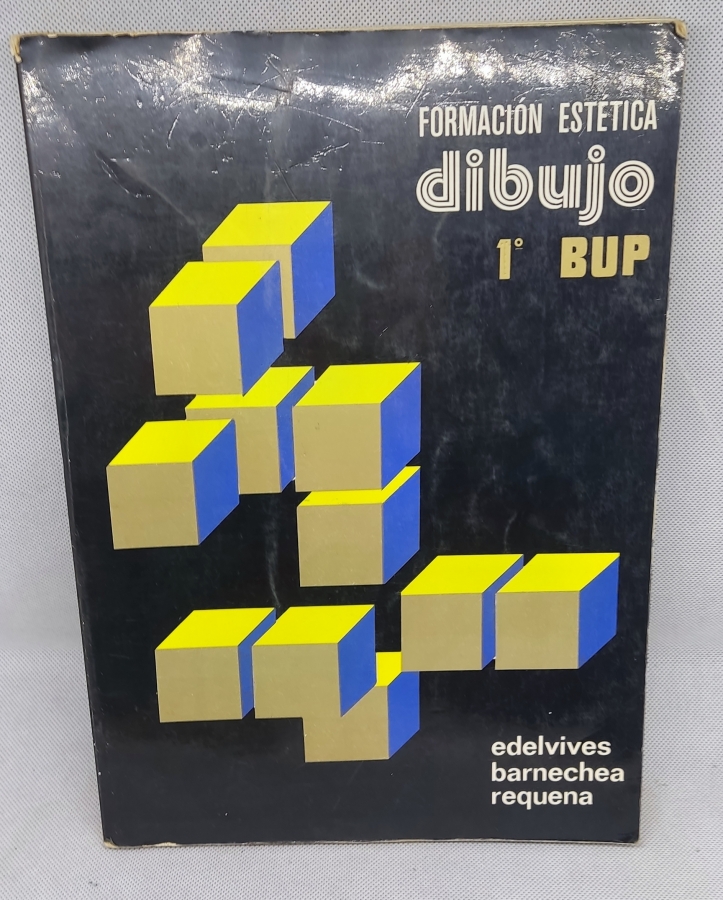 FORMACIÓN ESTÉTICA
dibujo
1º BUP
edelvives
barnechea
requena